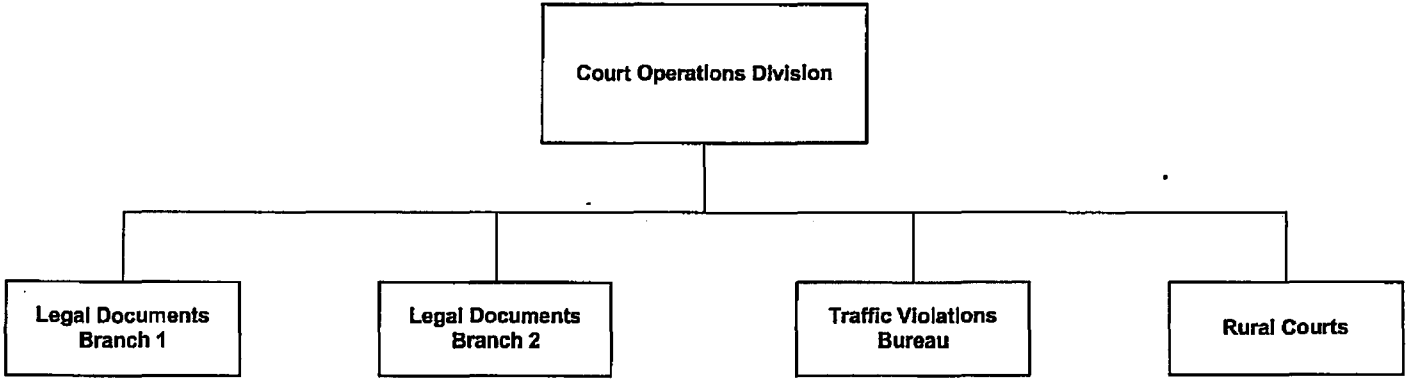 Court Operations Division
Legal Documents
Branch 1
Legal Documents
Branch 2
Traffic Violations
Bureau
Rural Courts